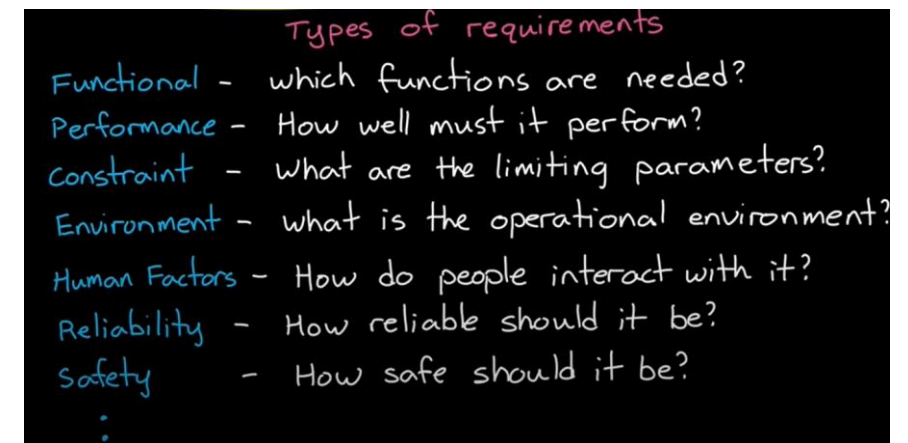 Types of requirements
Functional - which functions are needed?
Performance - How well must it perform?
Constraint - What are the limiting parameters?
Environment - what is the operational environment?
Human Factors - How do people interact with it?
Reliability - How reliable should it be?
Safety - How safe should it be?
: